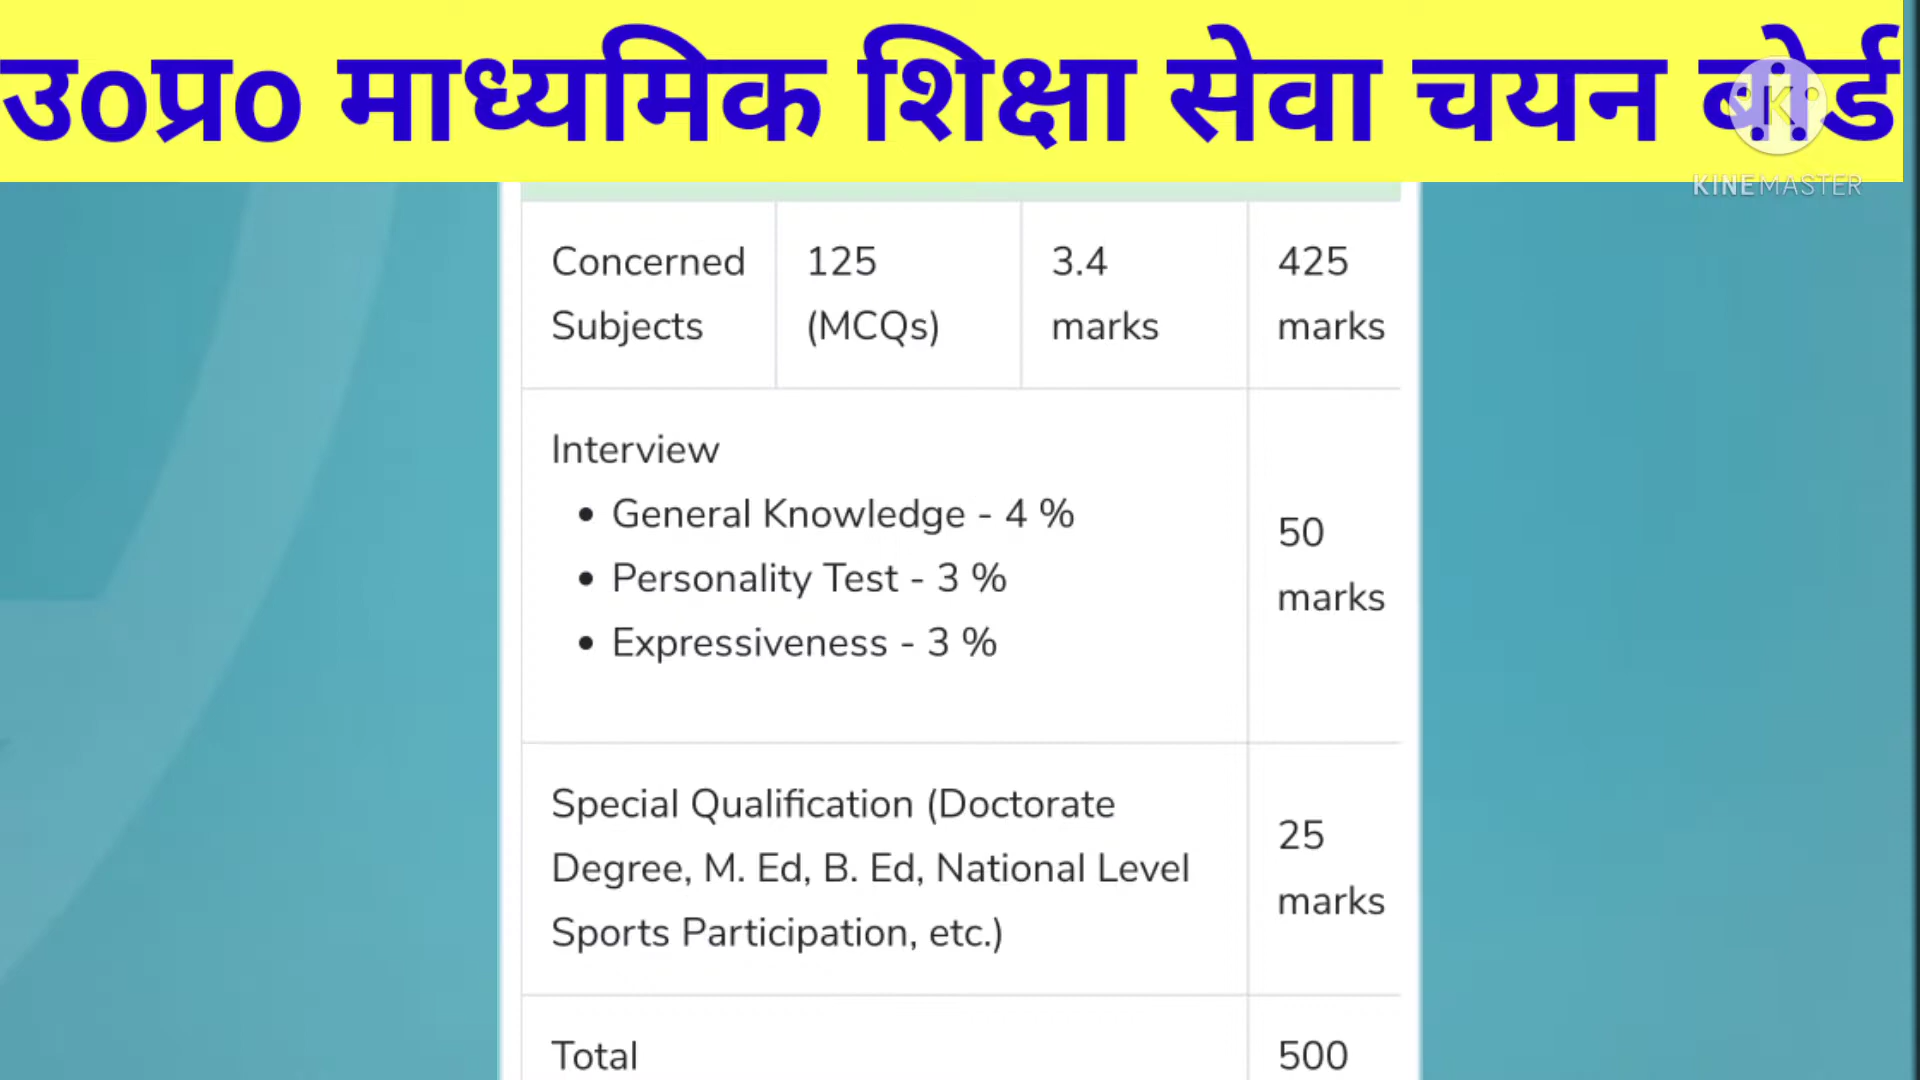 उ०प्र० माध्यमिक शिक्षा सेवा चयन बोर्ड
KINEMASTER
Concerned Subjects
125 (MCQs)
3.4 marks
425 marks
Interview
• General Knowledge - 4 %
• Personality Test - 3 %
• Expressiveness - 3 %
50 marks
Special Qualification (Doctorate
Degree, M. Ed, B. Ed, National Level
Sports Participation, etc.)
25 marks
Total
500